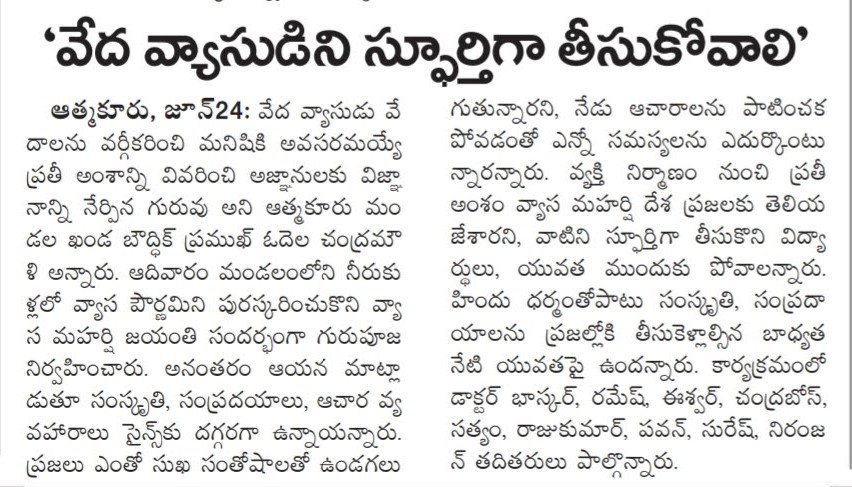 ‘వేద వ్యాసుడిని స్ఫూర్తిగా తీసుకోవాలి’
ఆత్మకూరు, జూన్24: వేద వ్యాసుడు వే
దాలను వర్గీకరించి మనిషికి అవసరమయ్యే
ప్రతీ అంశాన్ని వివరించి అజ్ఞానులకు విజ్ఞా
నాన్ని నేర్పిన గురువు అని ఆత్మకూరు మం
డల ఖండ బౌద్ధిక్ ప్రముఖ్ ఓదెల చంద్రమౌ
ళి అన్నారు. ఆదివారం మండలంలోని నీరుకు
ళ్లలో వ్యాస పౌర్ణమిని పురస్కరించుకొని వ్యా
స మహర్షి జయంతి సందర్భంగా గురుపూజ
నిర్వహించారు. అనంతరం ఆయన మాట్లా
డుతూ సంస్కృతి, సంప్రదయాలు, ఆచార వ్య
వహారాలు సైన్స్‌కు దగ్గరగా ఉన్నాయన్నారు.
ప్రజలు ఎంతో సుఖ సంతోషాలతో ఉండగలు
గుతున్నారని, నేడు ఆచారాలను పాటించక
పోవడంతో ఎన్నో సమస్యలను ఎదుర్కొంటు
న్నారన్నారు. వ్యక్తి నిర్మాణం నుంచి ప్రతీ
అంశం వ్యాస మహర్షి దేశ ప్రజలకు తెలియ
జేశారని, వాటిని స్ఫూర్తిగా తీసుకొని విద్యా
ర్థులు, యువత ముందుకు పోవాలన్నారు.
హిందు ధర్మంతోపాటు సంస్కృతి, సంప్రదా
యాలను ప్రజల్లోకి తీసుకెళ్లాల్సిన బాధ్యత
నేటి యువతపై ఉందన్నారు. కార్యక్రమంలో
డాక్టర్ భాస్కర్, రమేష్, ఈశ్వర్, చంద్రబోస్,
సత్యం, రాజుకుమార్, పవన్, సురేష్, నిరంజ
న్ తదితరులు పాల్గొన్నారు.